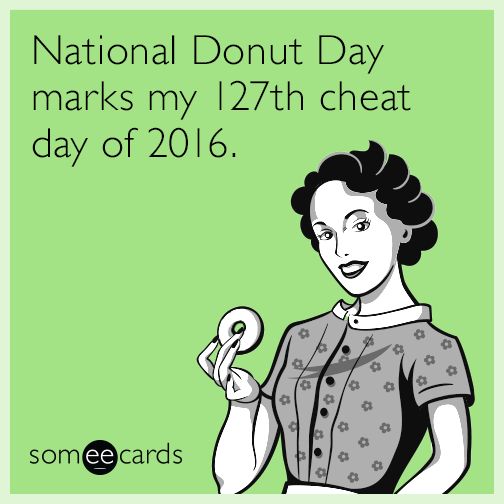 National Donut Day
marks my 127th cheat
day of 2016.
someecards